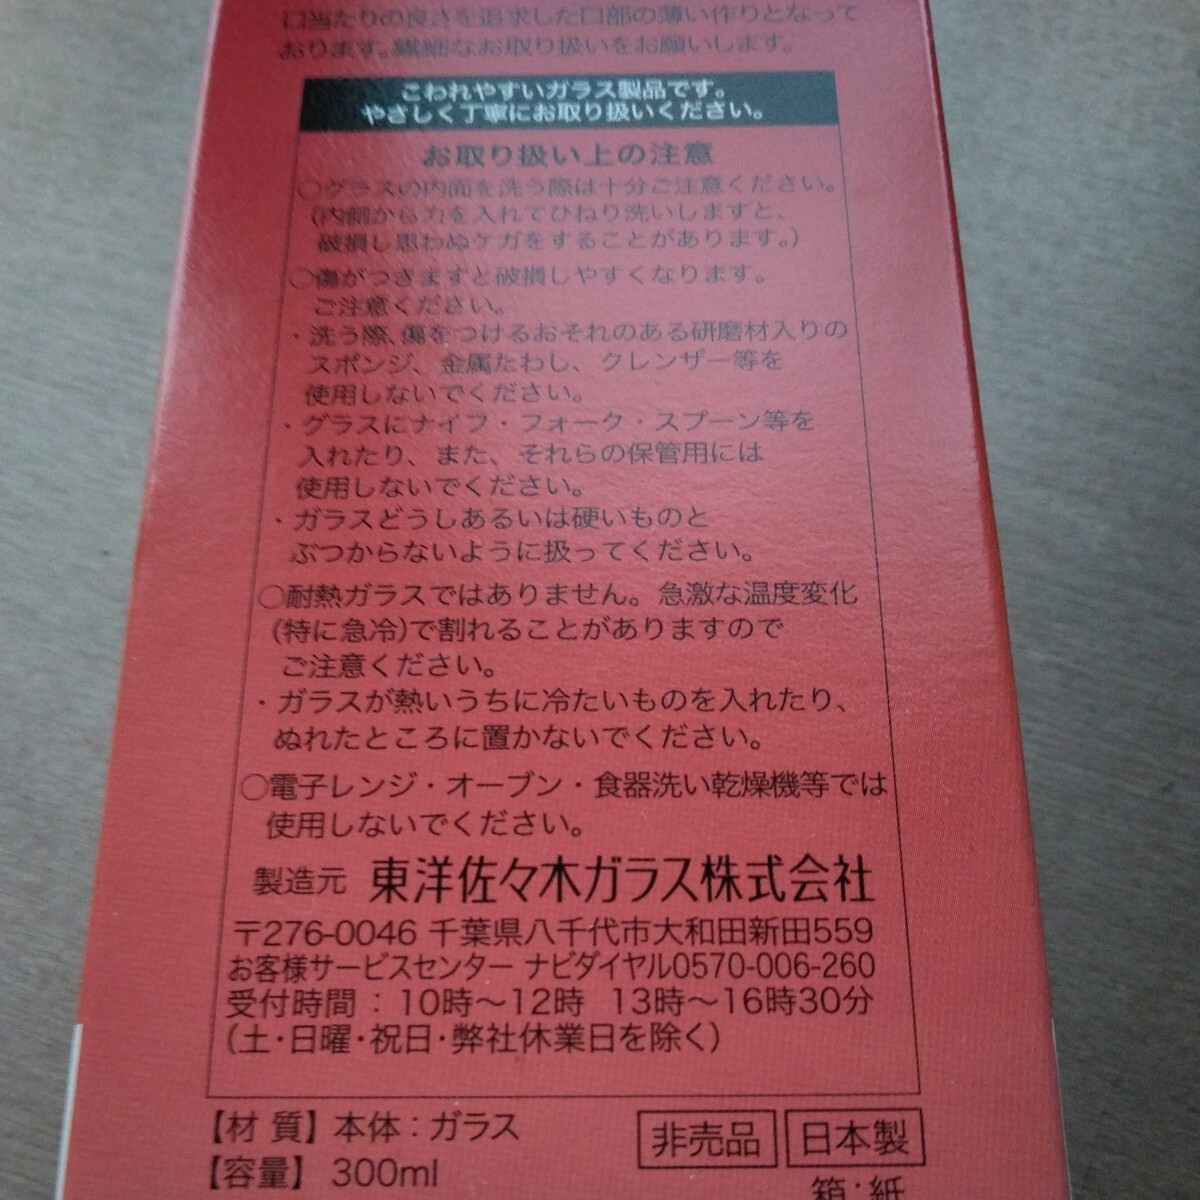 口当たりの良さを追求した口部の薄い作りとなって
おります。繊細なお取り扱いをお願いします。
こわれやすいガラス製品です。
やさしく丁寧にお取り扱いください。
お取り扱い上の注意
○グラスの内面を洗う際は十分ご注意ください。
(内側から力を入れてひねり洗いしますと、
破損し思わぬケガをすることがあります。)
○傷がつきますと破損しやすくなります。
ご注意ください。
・洗う際、傷をつけるおそれのある研磨材入りの
スポンジ、金属たわし、クレンザー等を
使用しないでください。
・グラスにナイフ・フォーク・スプーン等を
入れたり、また、それらの保管用には
使用しないでください。
・ガラスどうしあるいは硬いものと
ぶつからないように扱ってください。
○耐熱ガラスではありません。急激な温度変化
(特に急冷)で割れることがありますので
ご注意ください。
・ガラスが熱いうちに冷たいものを入れたり、
ぬれたところに置かないでください。
○電子レンジ・オーブン・食器洗い乾燥機等では
使用しないでください。
製造元 東洋佐々木ガラス株式会社
〒276-0046 千葉県八千代市大和田新田559
お客様サービスセンター ナビダイヤル0570-006-260
受付時間：10時～12時 13時～16時30分
(土・日曜・祝日・弊社休業日を除く)
【材 質】本体：ガラス
非売品 日本製
【容量】 300ml
箱：紙